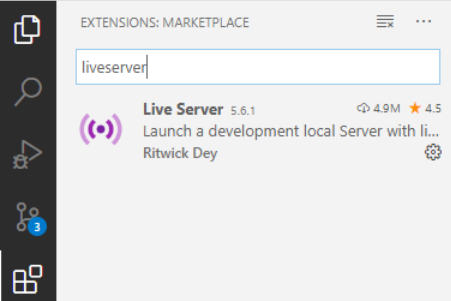 EXTENSIONS: MARKETPLACE
liveserver
Live Server 5.6.1 4.9M 4.5
Launch a development local Server with li...
Ritwick Dey
3